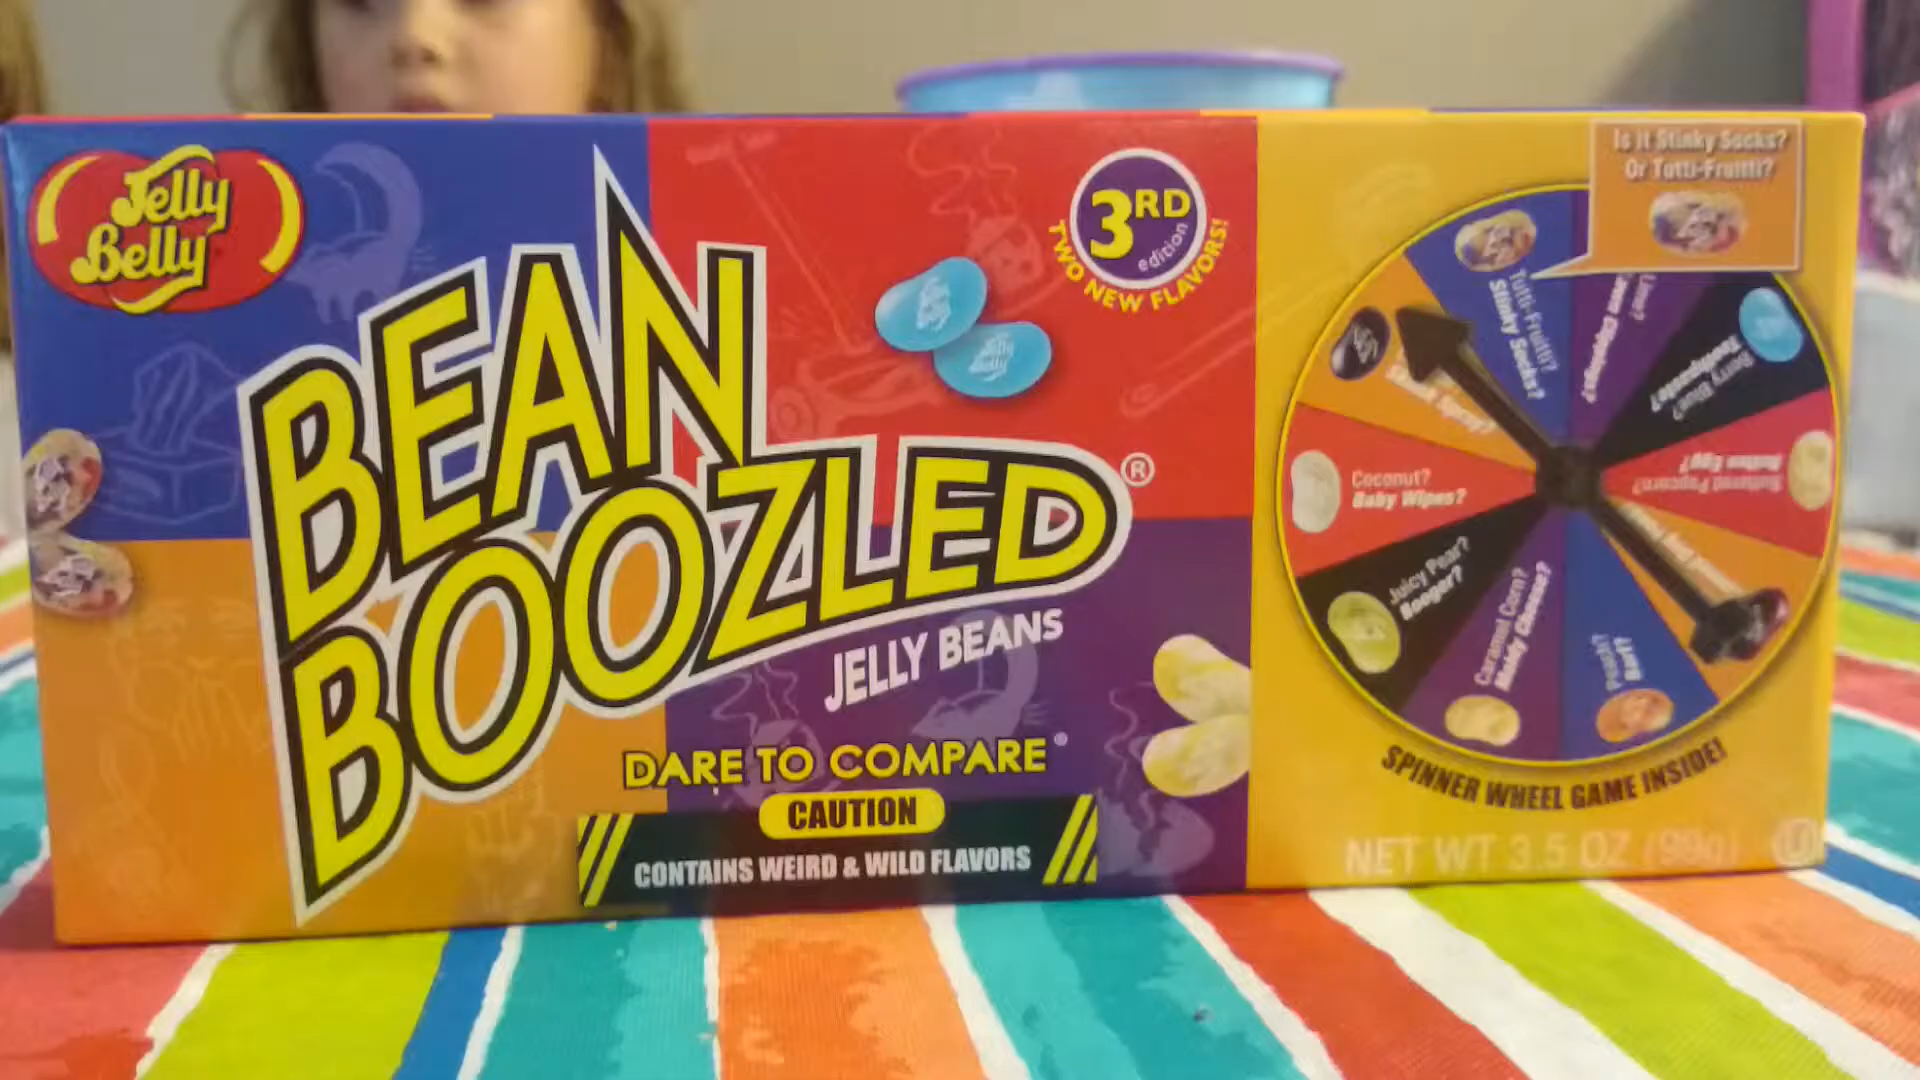 Jelly
Belly
BEAN
BOOZLED®
JELLY BEANS
3RD
edition
TWO NEW FLAVORS!
DARE TO COMPARE®
CAUTION
CONTAINS WEIRD & WILD FLAVORS
Is it Stinky Socks?
Or Tutti-Fruitti?
Tutti-Fruitti?
Stinky Socks?
Lime?
Berry Blue?
Toothpaste?
Buttered Popcorn?
Rotten Egg?
Peach?
Barf?
Caramel Corn?
Moldy Cheese?
Juicy Pear?
Booger?
Coconut?
Baby Wipes?
Skunk Spray?
SPINNER WHEEL GAME INSIDE!
NET WT 3.5 OZ (99g)
U